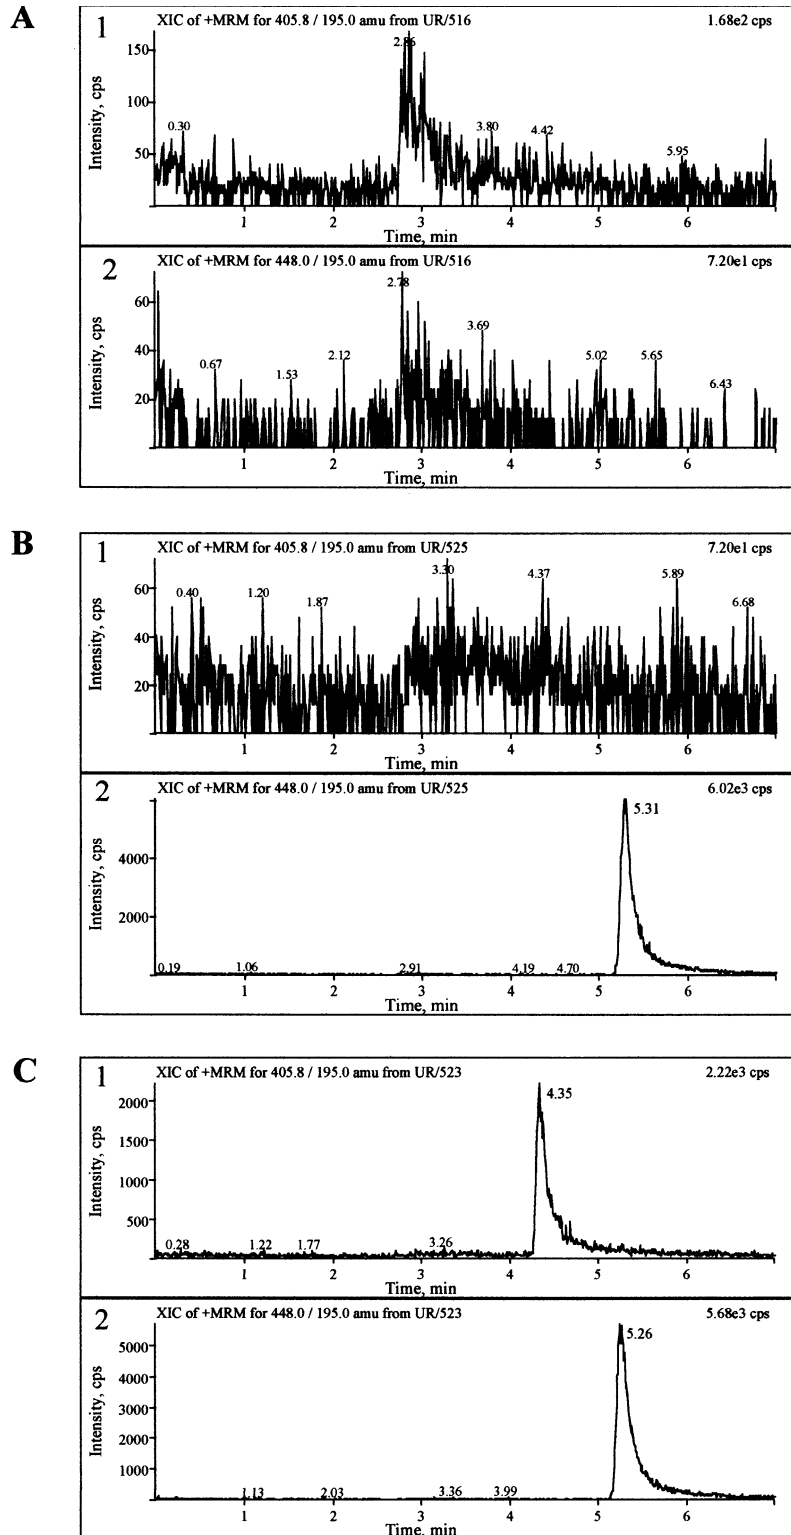 A
1
XIC of +MRM for 405.8 / 195.0 amu from UR/516 1.68e2 cps
Intensity, cps
150
100
50
0.30 2.86 3.80 4.42 5.95
1 2 3 4 5 6
Time, min
2
XIC of +MRM for 448.0 / 195.0 amu from UR/516 7.20e1 cps
Intensity, cps
60
40
20
0.67 1.53 2.12 2.78 3.69 5.02 5.65 6.43
1 2 3 4 5 6
Time, min
B
1
XIC of +MRM for 405.8 / 195.0 amu from UR/525 7.20e1 cps
Intensity, cps
60
40
20
0.40 1.20 1.87 3.30 4.37 5.89 6.68
1 2 3 4 5 6
Time, min
2
XIC of +MRM for 448.0 / 195.0 amu from UR/525 6.02e3 cps
Intensity, cps
4000
2000
0.19 1.06 2.91 4.19 4.70 5.31
1 2 3 4 5 6
Time, min
C
1
XIC of +MRM for 405.8 / 195.0 amu from UR/523 2.22e3 cps
Intensity, cps
2000
1500
1000
500
0.28 1.22 1.77 3.26 4.35
1 2 3 4 5 6
Time, min
2
XIC of +MRM for 448.0 / 195.0 amu from UR/523 5.68e3 cps
Intensity, cps
5000
4000
3000
2000
1000
1.13 2.03 3.36 3.99 5.26
1 2 3 4 5 6
Time, min